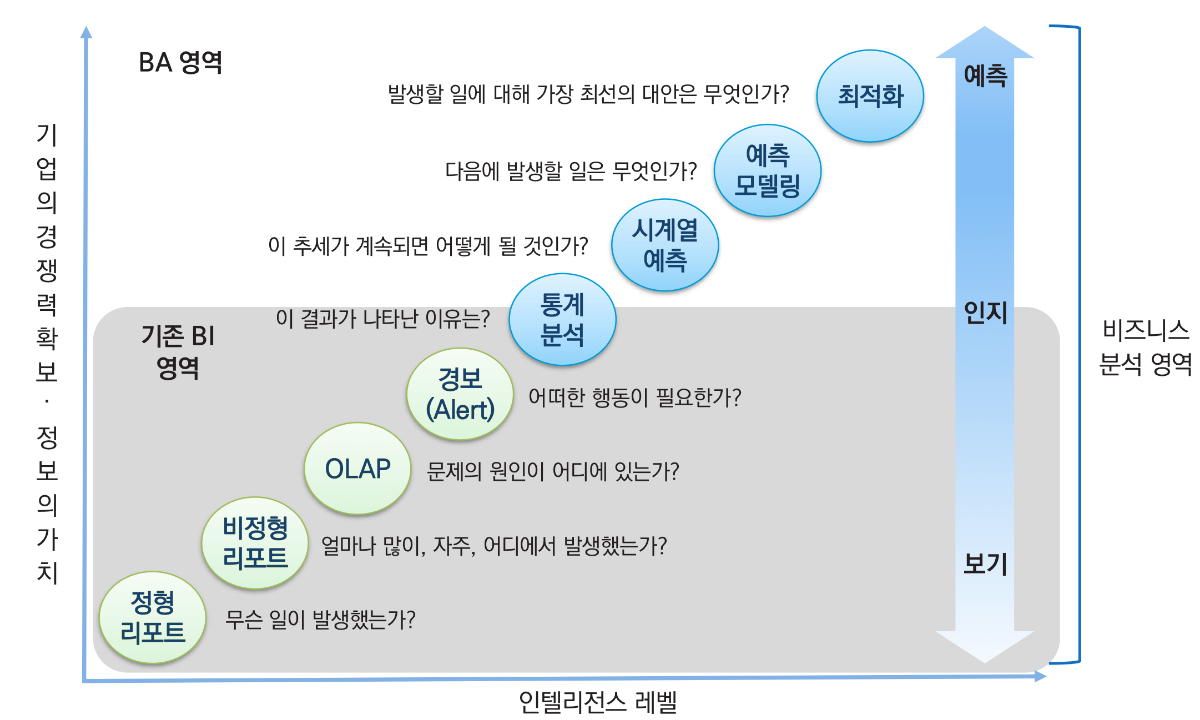 BA 영역
예측
발생할 일에 대해 가장 최선의 대안은 무엇인가?
최적화
다음에 발생할 일은 무엇인가?
예측
모델링
이 추세가 계속되면 어떻게 될 것인가?
시계열
예측
이 결과가 나타난 이유는?
통계
분석
인지
기존 BI
영역
경보
(Alert)
어떠한 행동이 필요한가?
OLAP
문제의 원인이 어디에 있는가?
비정형
리포트
얼마나 많이, 자주, 어디에서 발생했는가?
보기
정형
리포트
무슨 일이 발생했는가?
기업의경쟁력확보· 정보의가치
인텔리전스 레벨
비즈니스
분석 영역